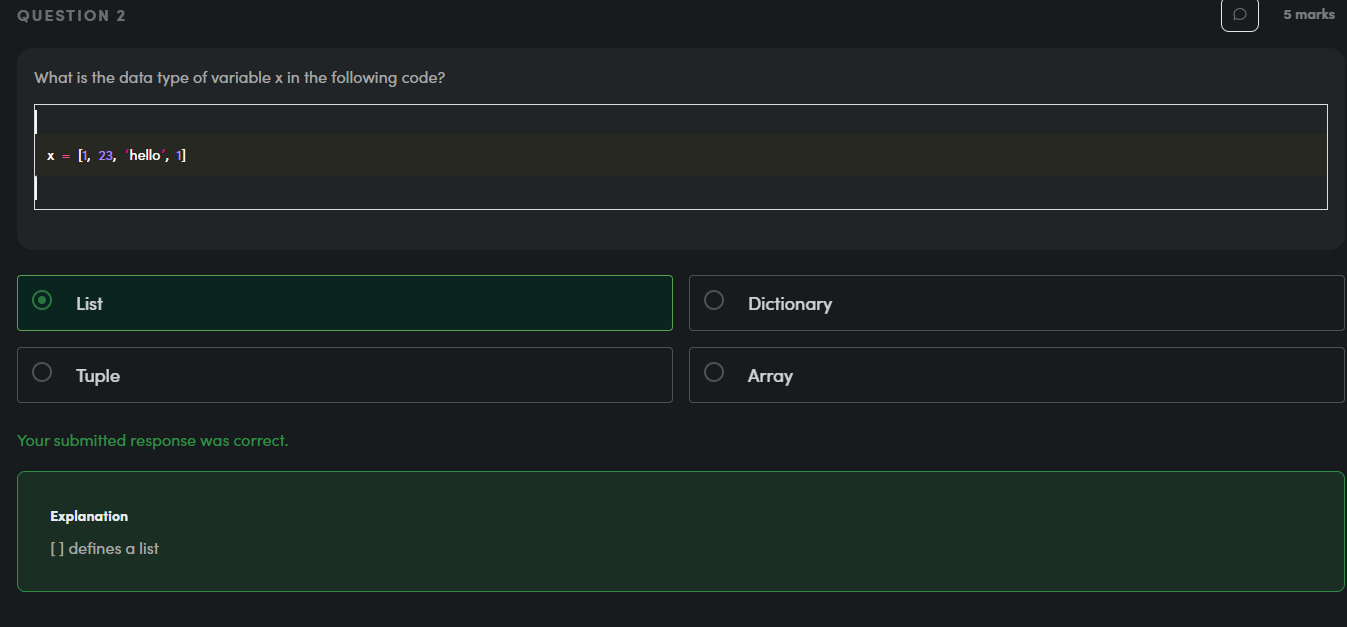 QUESTION 2
5 marks
What is the data type of variable x in the following code?
x = [1, 23, 'hello', 1]
List
Dictionary
Tuple
Array
Your submitted response was correct.
Explanation
[ ] defines a list